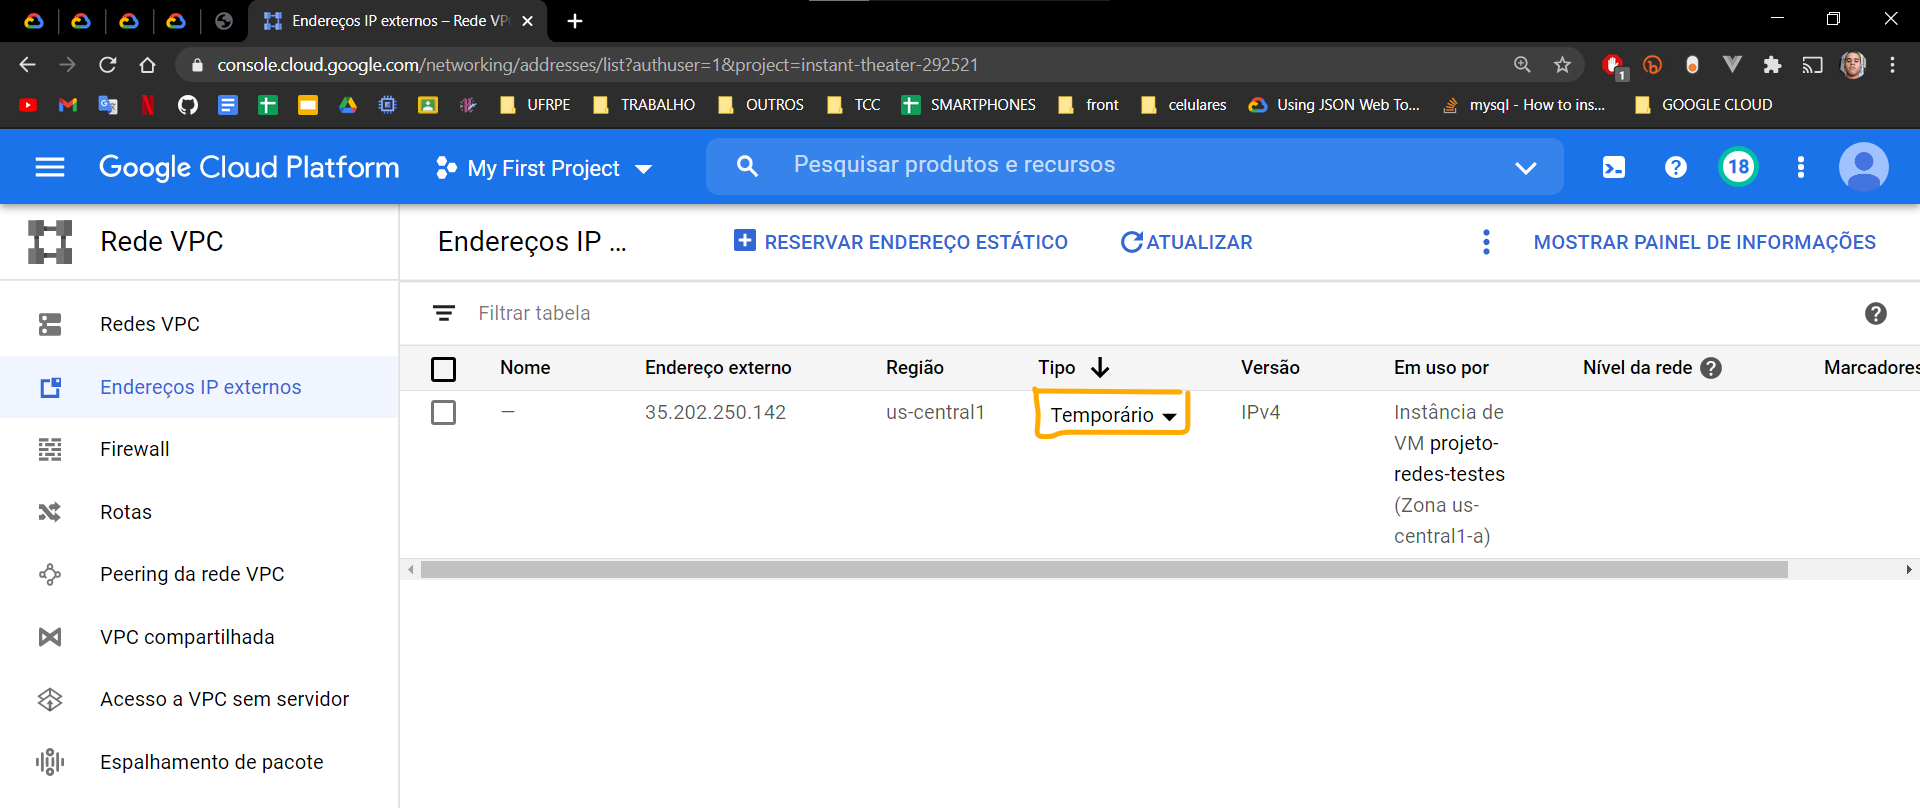 Endereços IP externos – Rede VP
console.cloud.google.com/networking/addresses/list?authuser=1&project=instant-theater-292521
1
UFRPE TRABALHO OUTROS TCC SMARTPHONES front celulares Using JSON Web To... mysql - How to ins... GOOGLE CLOUD
Google Cloud Platform My First Project Pesquisar produtos e recursos 18
Rede VPC
Endereços IP ... RESERVAR ENDEREÇO ESTÁTICO ATUALIZAR MOSTRAR PAINEL DE INFORMAÇÕES
Redes VPC
Endereços IP externos
Firewall
Rotas
Peering da rede VPC
VPC compartilhada
Acesso a VPC sem servidor
Espalhamento de pacote
Filtrar tabela
Nome Endereço externo Região Tipo Versão Em uso por Nível da rede Marcadores
— 35.202.250.142 us-central1 Temporário IPv4 Instância de
VM projeto-
redes-testes
(Zona us-
central1-a)